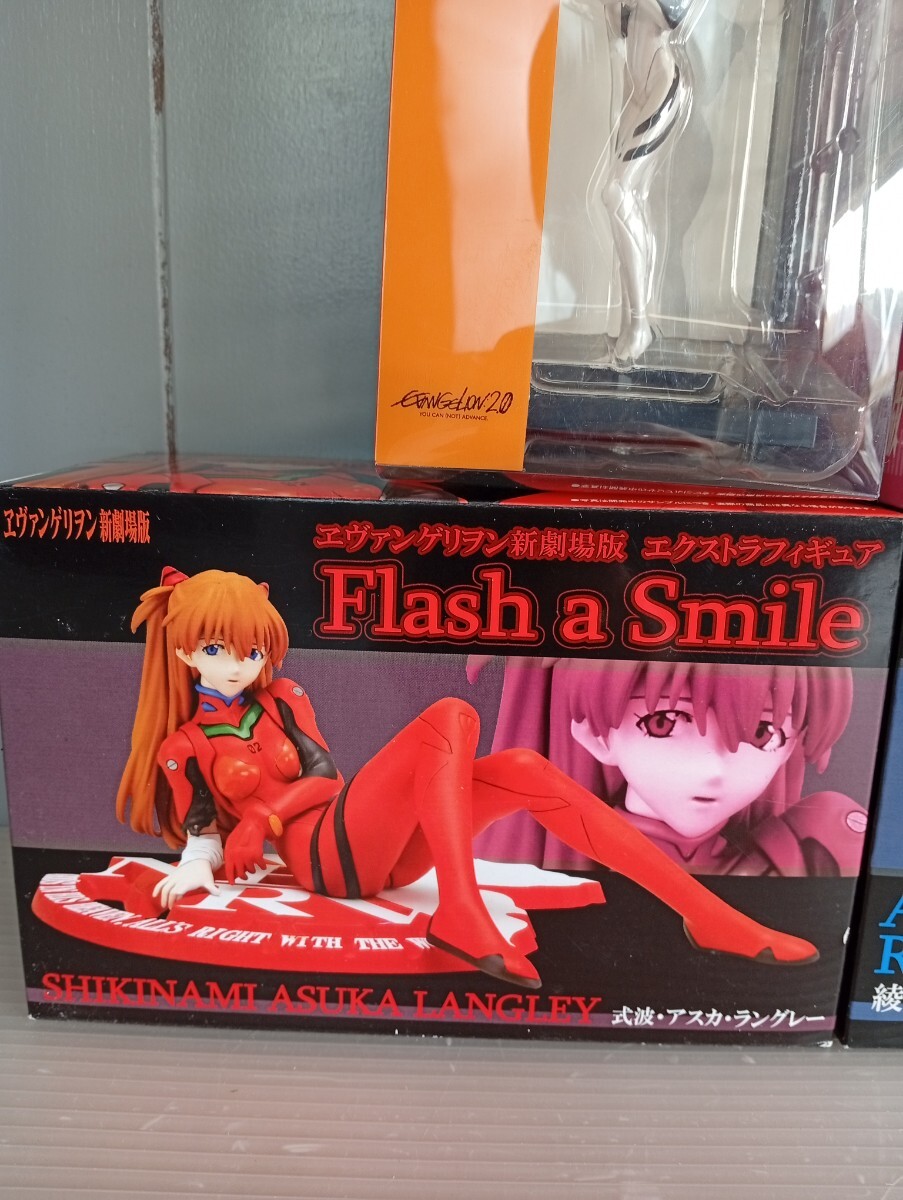 EVANGELION:2.0
YOU CAN (NOT) ADVANCE.
ヱヴァンゲリヲン新劇場版
ヱヴァンゲリヲン新劇場版 エクストラフィギュア
Flash a Smile
02
ALL'S RIGHT WITH THE W
SHIKINAMI ASUKA LANGLEY
式波・アスカ・ラングレー
A
R
綾